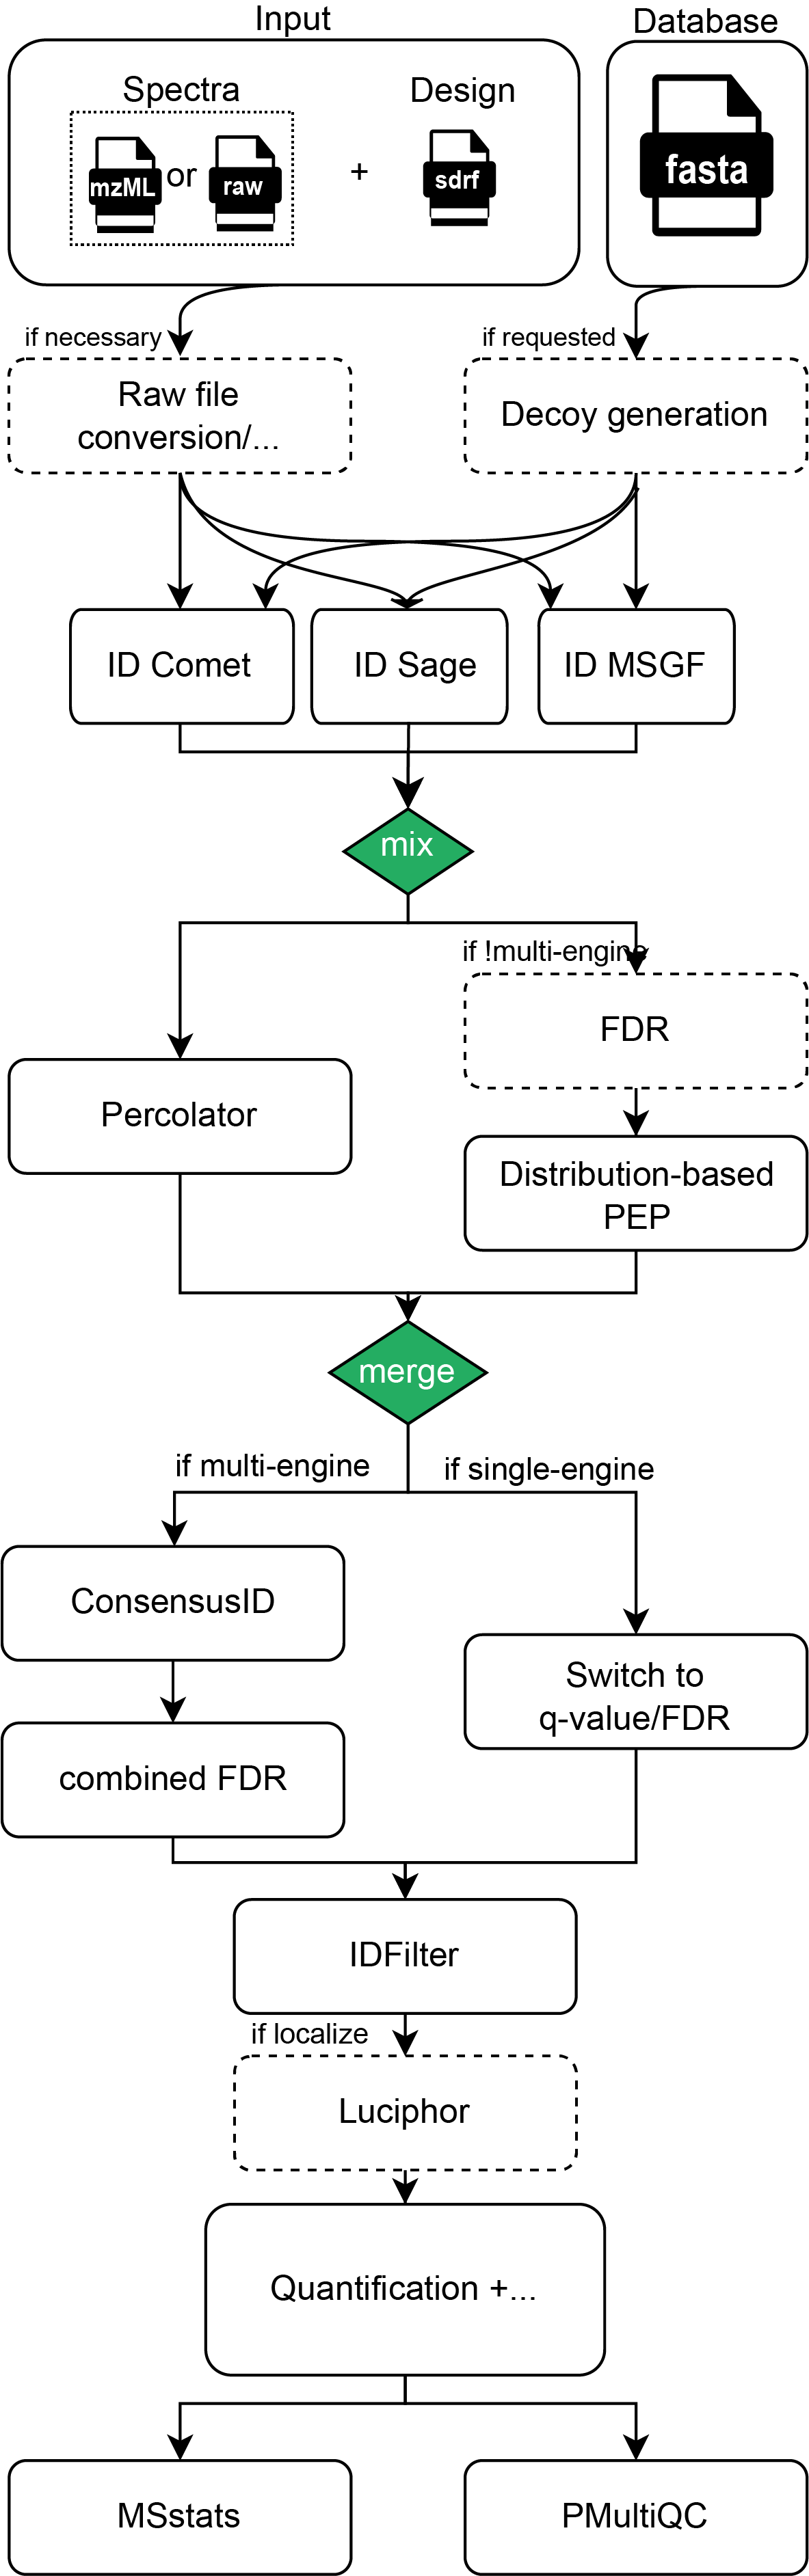 Input
Database
Spectra
Design
mzML
or
raw
+
sdrf
fasta
if necessary
if requested
Raw file
conversion/...
Decoy generation
ID Comet
ID Sage
ID MSGF
mix
if !multi-engine
FDR
Percolator
Distribution-based
PEP
merge
if multi-engine
if single-engine
ConsensusID
Switch to
q-value/FDR
combined FDR
IDFilter
if localize
Luciphor
Quantification +...
MSstats
PMultiQC